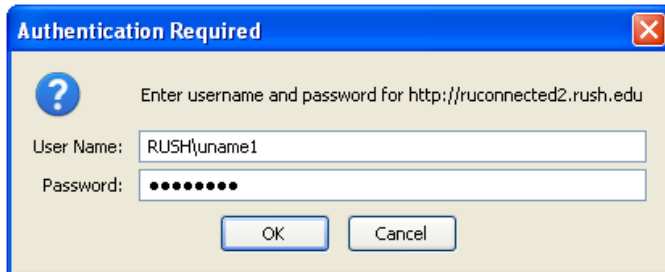 Authentication Required
Enter username and password for http://ruconnected2.rush.edu
User Name: RUSH\uname1
Password: ●●●●●●●●
OK Cancel